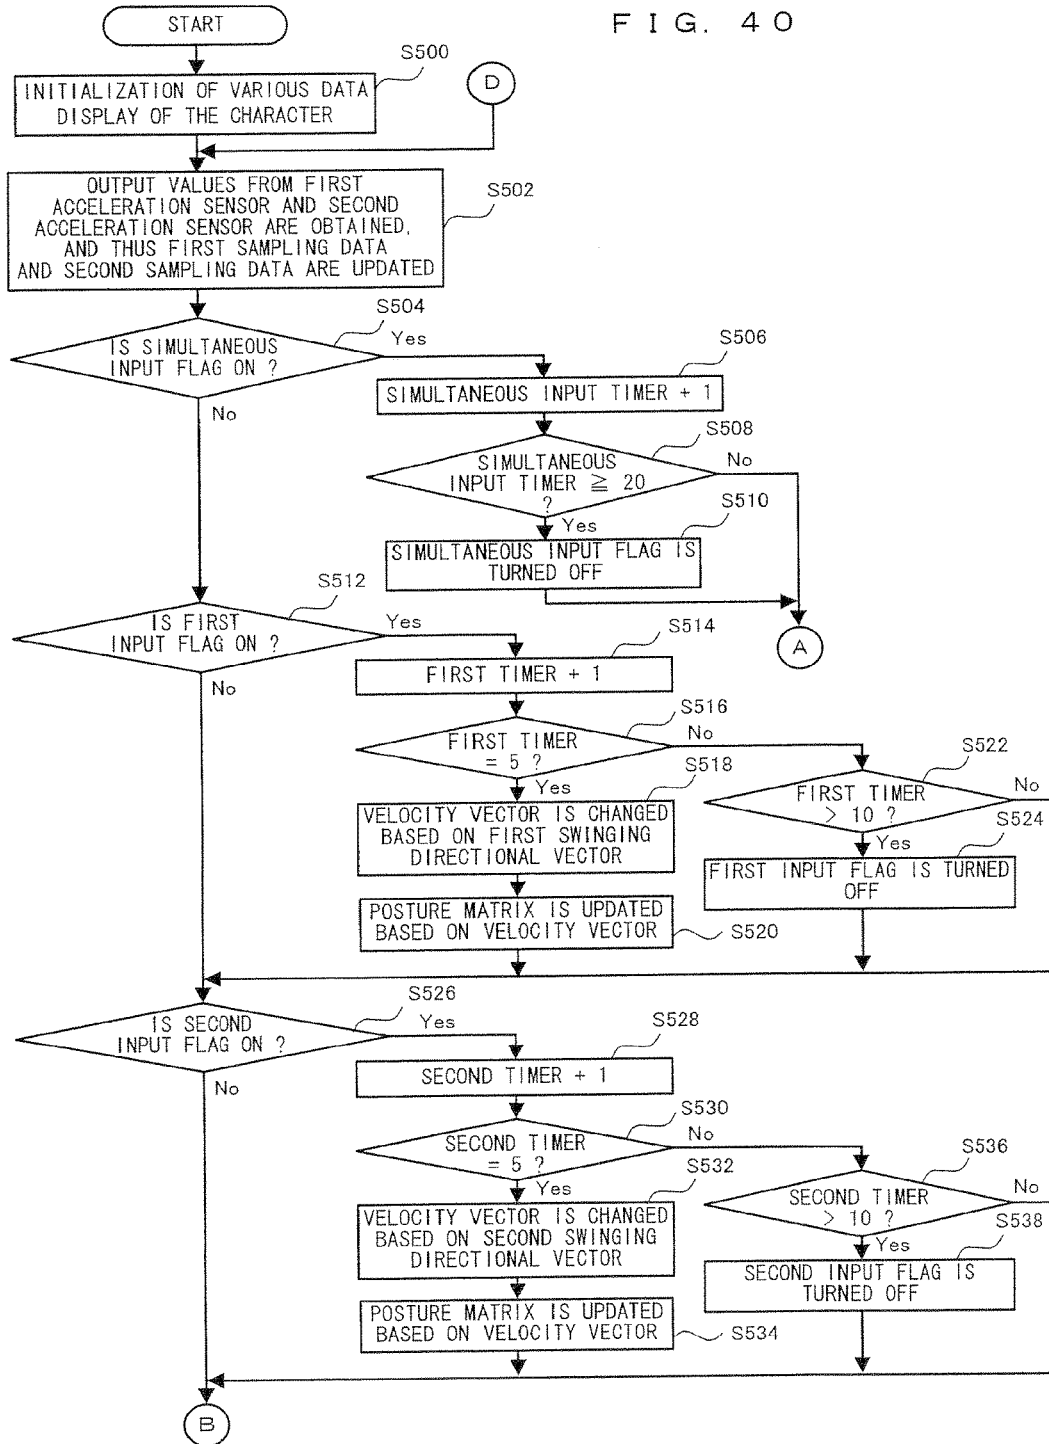 F I G. 40
START
S500
INITIALIZATION OF VARIOUS DATA
DISPLAY OF THE CHARACTER
D
OUTPUT VALUES FROM FIRST
ACCELERATION SENSOR AND SECOND
ACCELERATION SENSOR ARE OBTAINED,
AND THUS FIRST SAMPLING DATA
AND SECOND SAMPLING DATA ARE UPDATED
S502
S504
IS SIMULTANEOUS
INPUT FLAG ON ?
Yes
No
S506
SIMULTANEOUS INPUT TIMER + 1
S508
SIMULTANEOUS
INPUT TIMER ≧ 20
?
No
Yes
S510
SIMULTANEOUS INPUT FLAG IS
TURNED OFF
A
S512
IS FIRST
INPUT FLAG ON ?
Yes
No
S514
FIRST TIMER + 1
S516
FIRST TIMER
= 5 ?
No
Yes
S518
VELOCITY VECTOR IS CHANGED
BASED ON FIRST SWINGING
DIRECTIONAL VECTOR
POSTURE MATRIX IS UPDATED
BASED ON VELOCITY VECTOR
S520
S522
FIRST TIMER
> 10 ?
No
Yes
S524
FIRST INPUT FLAG IS TURNED
OFF
S526
IS SECOND
INPUT FLAG ON ?
Yes
No
S528
SECOND TIMER + 1
S530
SECOND TIMER
= 5 ?
No
Yes
S532
VELOCITY VECTOR IS CHANGED
BASED ON SECOND SWINGING
DIRECTIONAL VECTOR
POSTURE MATRIX IS UPDATED
BASED ON VELOCITY VECTOR
S534
S536
SECOND TIMER
> 10 ?
No
Yes
S538
SECOND INPUT FLAG IS
TURNED OFF
B